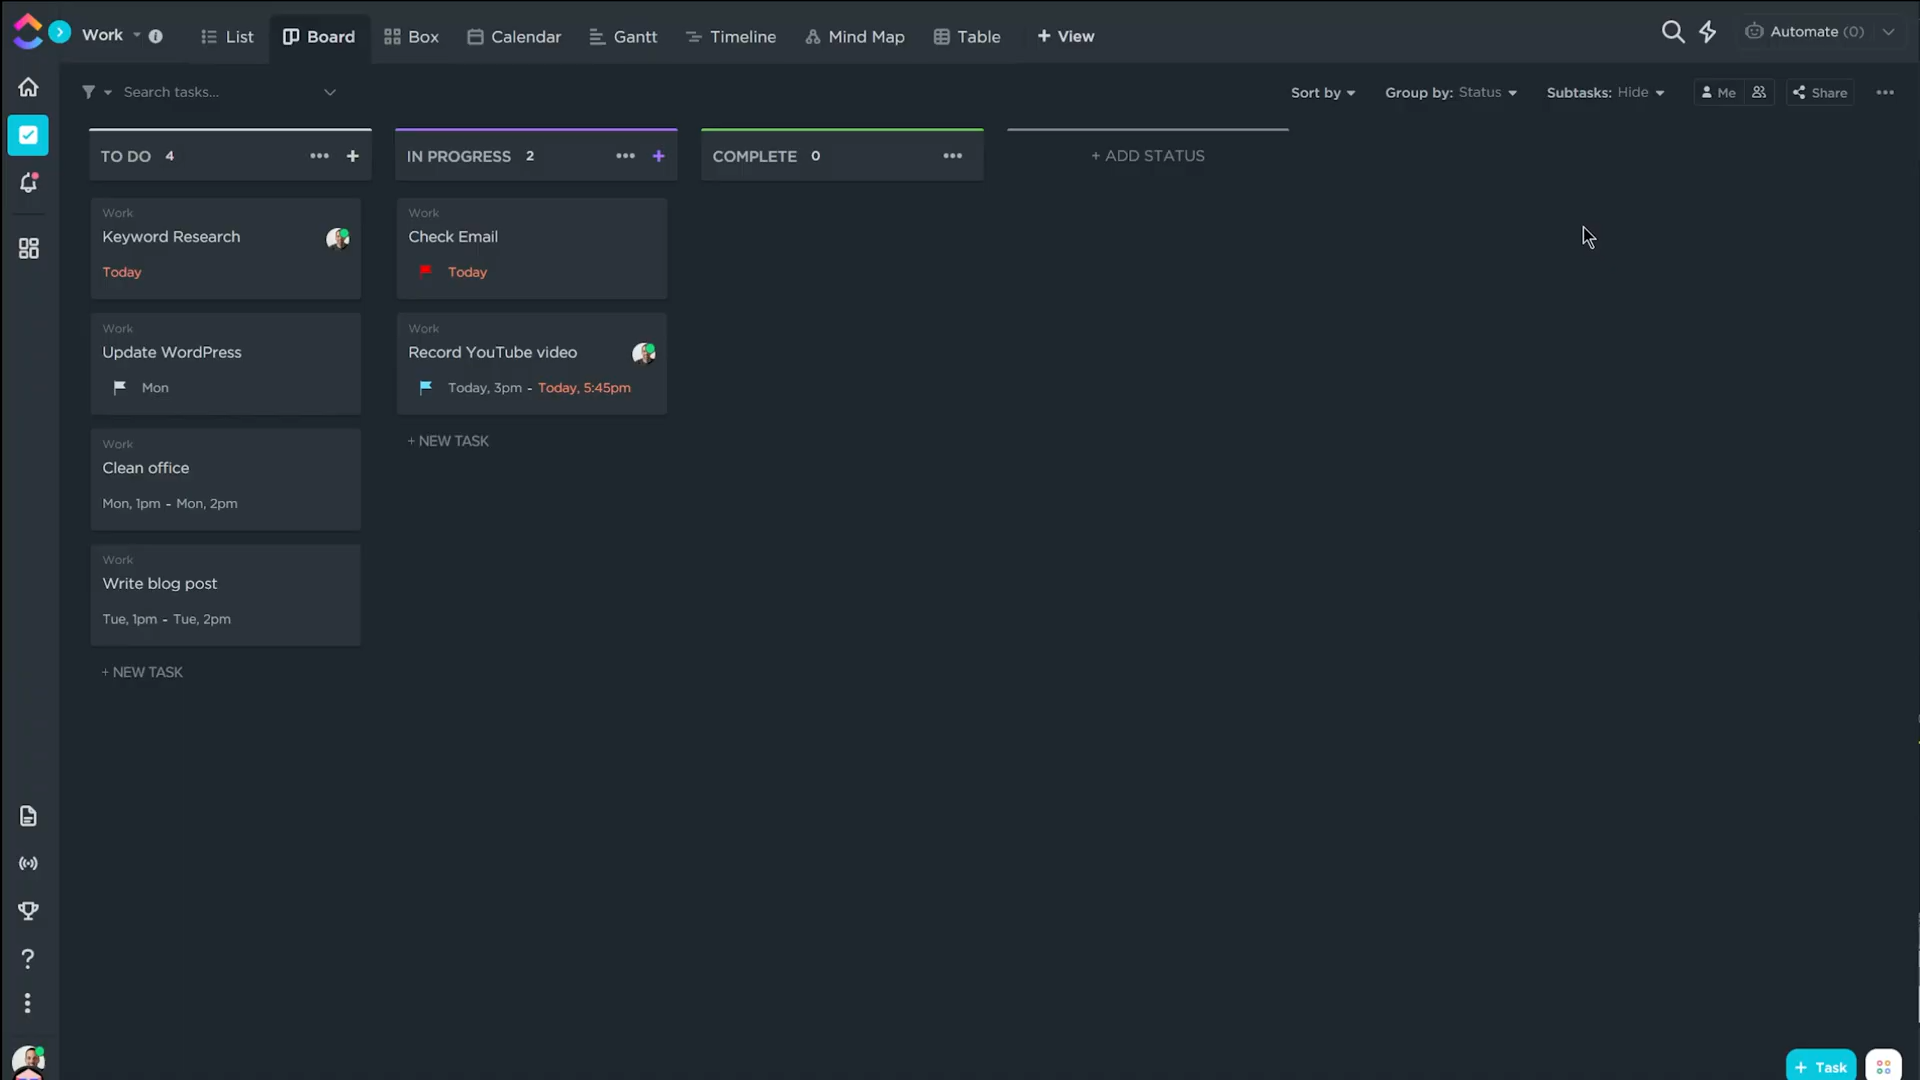 Work
List
Board
Box
Calendar
Gantt
Timeline
Mind Map
Table
+ View
Automate (0)
Search tasks...
Sort by
Group by: Status
Subtasks: Hide
Me
Share
TO DO 4
IN PROGRESS 2
COMPLETE 0
+ ADD STATUS
Work
Keyword Research
Today
Work
Update WordPress
Mon
Work
Clean office
Mon, 1pm - Mon, 2pm
Work
Write blog post
Tue, 1pm - Tue, 2pm
+ NEW TASK
Work
Check Email
Today
Work
Record YouTube video
Today, 3pm - Today, 5:45pm
+ NEW TASK
+ Task